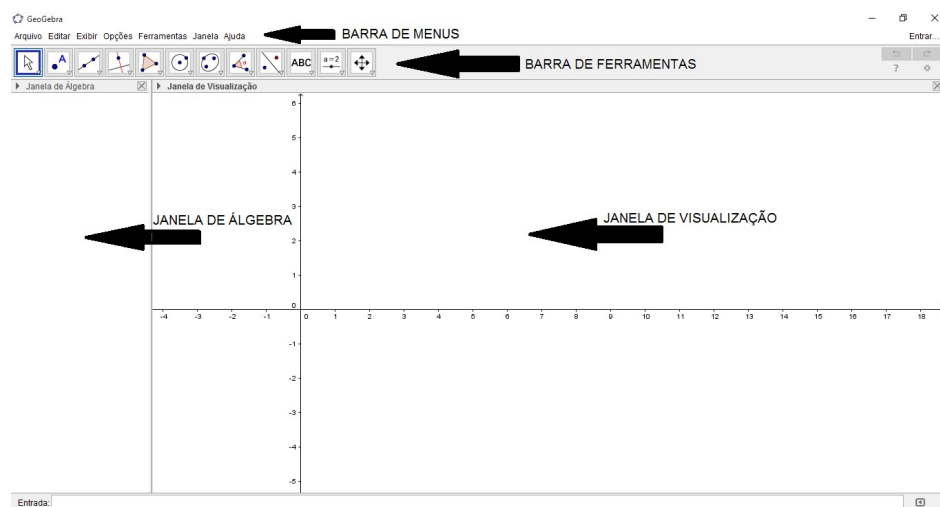 GeoGebra
Arquivo Editar Exibir Opções Ferramentas Janela Ajuda
BARRA DE MENUS
Entrar...
A
α
ABC
a=2
BARRA DE FERRAMENTAS
?
Janela de Álgebra
Janela de Visualização
6
5
4
3
JANELA DE ÁLGEBRA
JANELA DE VISUALIZAÇÃO
2
1
0
-4 -3 -2 -1 0 1 2 3 4 5 6 7 8 9 10 11 12 13 14 15 16 17 18
-1
-2
-3
-4
-5
Entrada: